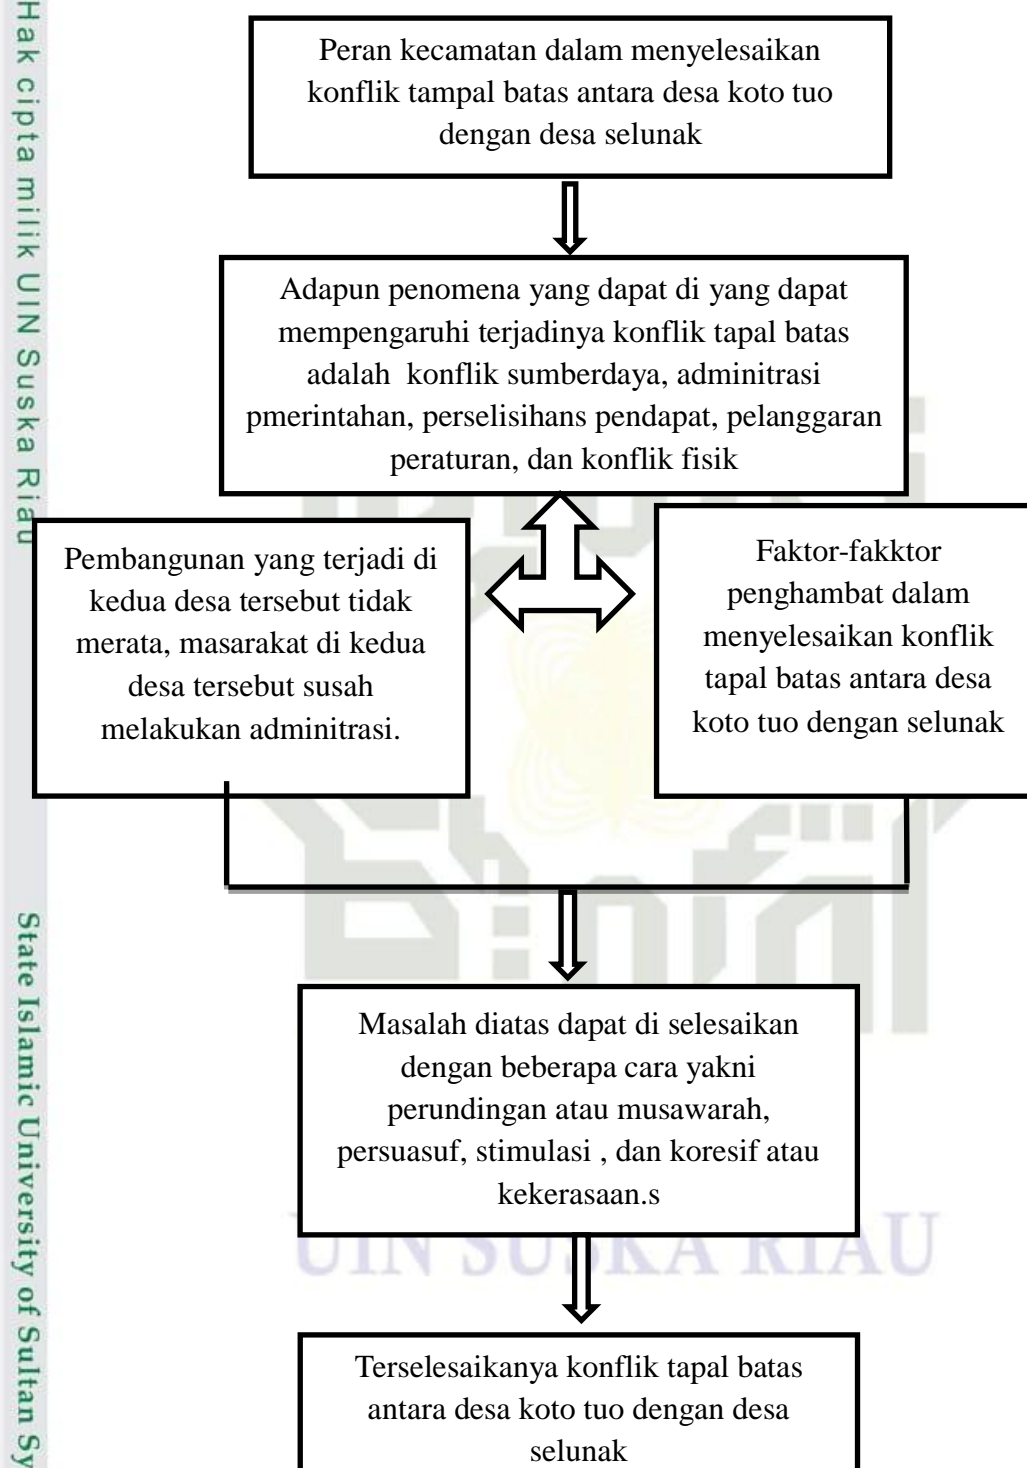 Hak cipta milik UIN Suska Riau
Peran kecamatan dalam menyelesaikan
konflik tampal batas antara desa koto tuo
dengan desa selunak
Adapun penomena yang dapat di yang dapat
mempengaruhi terjadinya konflik tapal batas
adalah konflik sumberdaya, adminitrasi
pmerintahan, perselisihans pendapat, pelanggaran
peraturan, dan konflik fisik
Pembangunan yang terjadi di
kedua desa tersebut tidak
merata, masarakat di kedua
desa tersebut susah
melakukan adminitrasi.
Faktor-fakktor
penghambat dalam
menyelesaikan konflik
tapal batas antara desa
koto tuo dengan selunak
Masalah diatas dapat di selesaikan
dengan beberapa cara yakni
perundingan atau musawarah,
persuasuf, stimulasi , dan koresif atau
kekerasaan.s
UIN SUSKA RIAU
Terselesaikanya konflik tapal batas
antara desa koto tuo dengan desa
selunak
State Islamic University of Sultan Sy